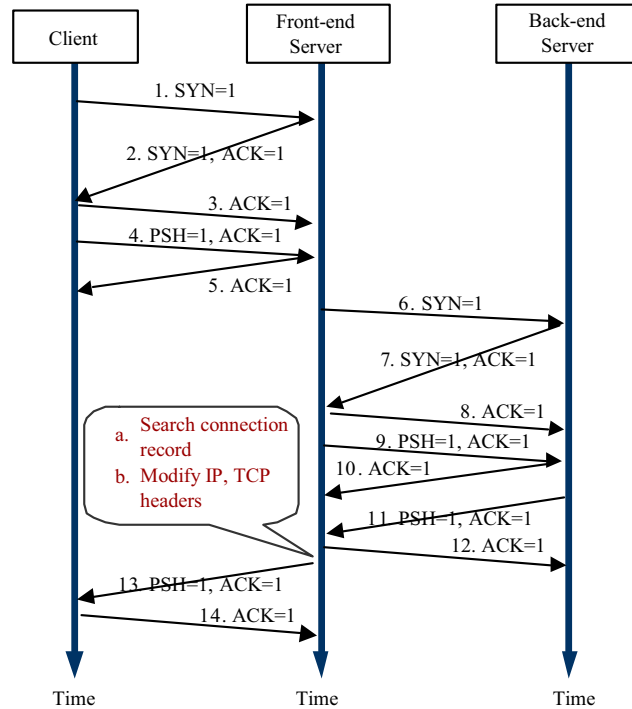 Client
Front-end
Server
Back-end
Server
1. SYN=1
2. SYN=1, ACK=1
3. ACK=1
4. PSH=1, ACK=1
5. ACK=1
6. SYN=1
7. SYN=1, ACK=1
8. ACK=1
9. PSH=1, ACK=1
10. ACK=1
11. PSH=1, ACK=1
12. ACK=1
a. Search connection
record
b. Modify IP, TCP
headers
13. PSH=1, ACK=1
14. ACK=1
Time
Time
Time